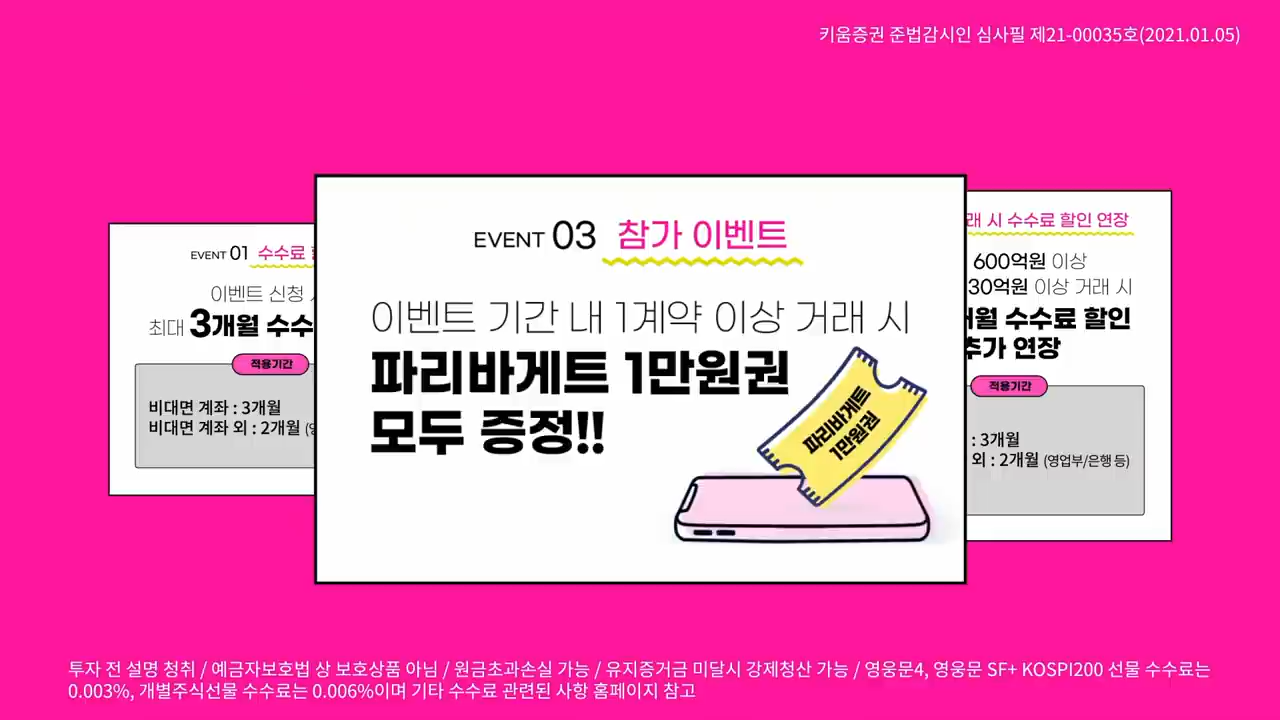 키움증권 준법감시인 심사필 제21-00035호(2021.01.05)
EVENT 01 수수료
이벤트 신청
최대 3개월 수수
적용기간
비대면 계좌 : 3개월
비대면 계좌 외 : 2개월
EVENT 03 참가 이벤트
이벤트 기간 내 1계약 이상 거래 시
파리바게트 1만원권
모두 증정!!
파리바게트
1만원권
래 시 수수료 할인 연장
600억원 이상
30억원 이상 거래 시
월 수수료 할인
추가 연장
적용기간
: 3개월
외 : 2개월 (영업부/은행 등)
투자 전 설명 청취 / 예금자보호법 상 보호상품 아님 / 원금초과손실 가능 / 유지증거금 미달시 강제청산 가능 / 영웅문4, 영웅문 SF+ KOSPI200 선물 수수료는
0.003%, 개별주식선물 수수료는 0.006%이며 기타 수수료 관련된 사항 홈페이지 참고